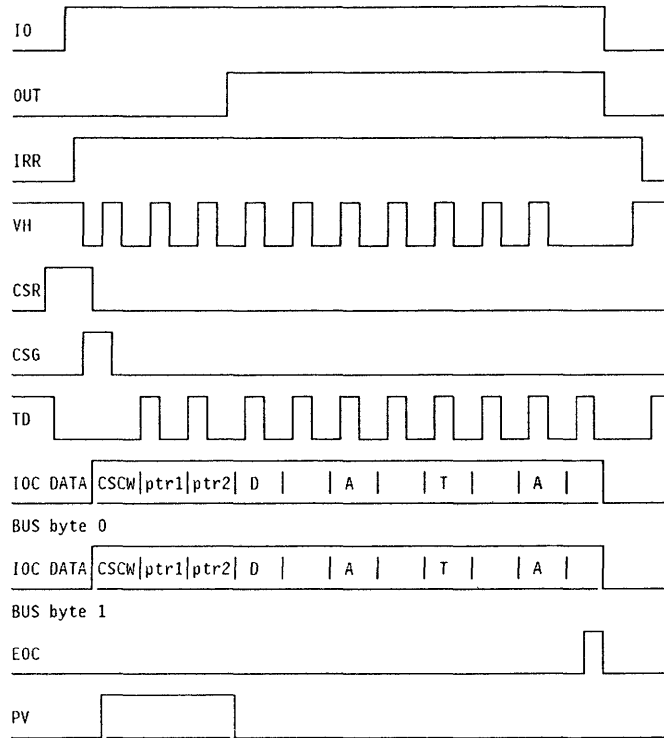 IO
OUT
IRR
VH
CSR
CSG
TD
IOC DATA CSCW|ptr1|ptr2| D | | A | | T | | A |
BUS byte 0
IOC DATA CSCW|ptr1|ptr2| D | | A | | T | | A |
BUS byte 1
EOC
PV